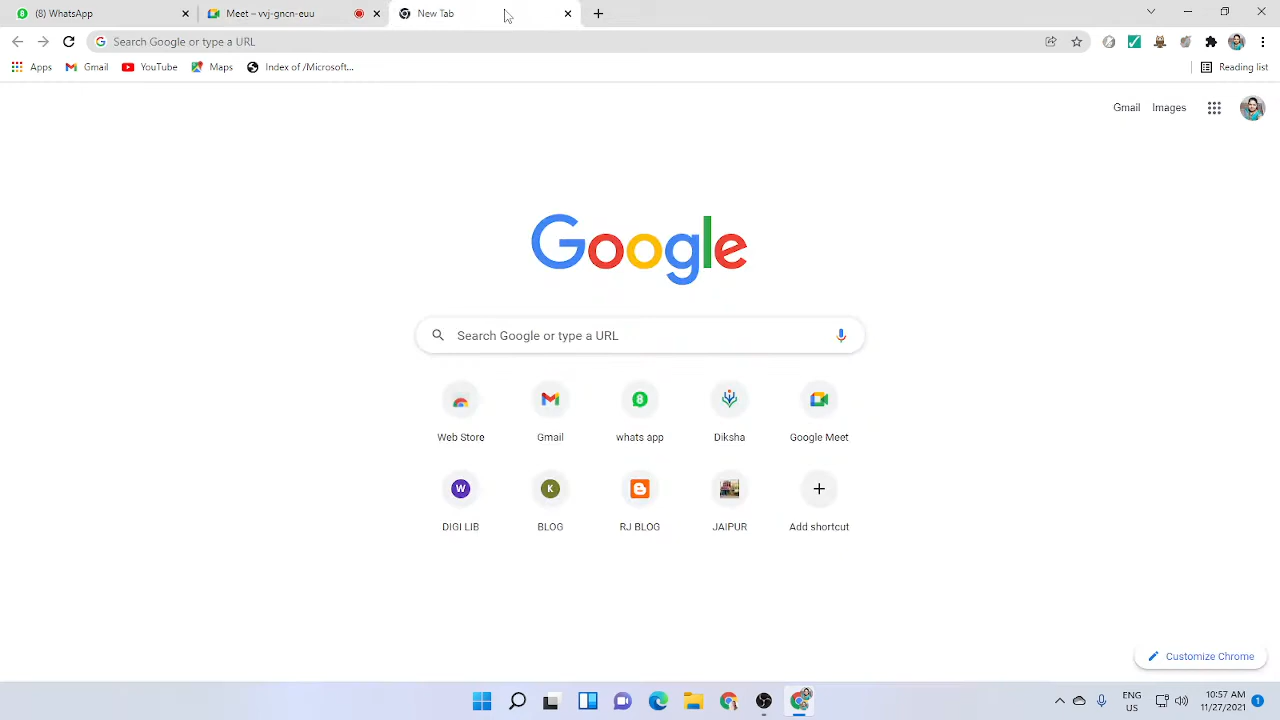 (8) WhatsApp
Meet – vvj-gncn-euu
New Tab
Search Google or type a URL
Apps
Gmail
YouTube
Maps
Index of /Microsoft...
Reading list
Gmail
Images
Google
Search Google or type a URL
Web Store
Gmail
whats app
Diksha
Google Meet
DIGI LIB
BLOG
RJ BLOG
JAIPUR
Add shortcut
Customize Chrome
ENG
US
10:57 AM
11/27/2021
1